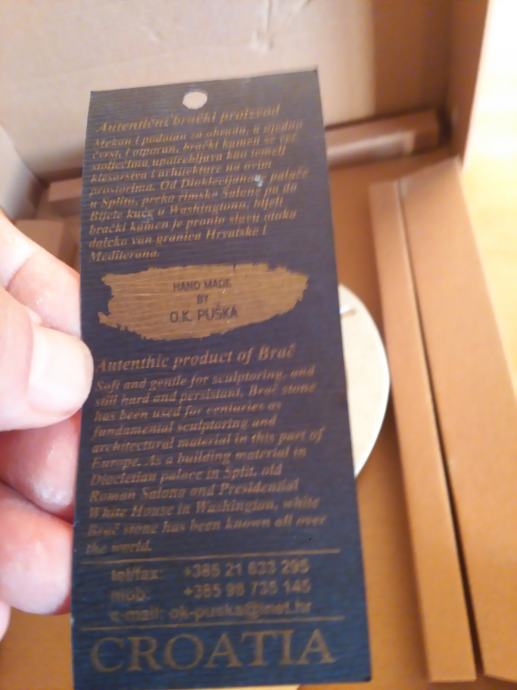 Autentični brački proizvod
Mekan i podatan za obradu, a ujedno
čvrst i otporan, brački kamen se već
stoljećima upotrebljava kao temelj
kiparstva i arhitekture na ovim
prostorima. Od Dioklecijanove palače
u Splitu, preko rimske Salone pa do
Bijele kuće u Washingtonu, bijeli
brački kamen je pronio slavu otoka
daleko van granica Hrvatske i
Mediterana.
HAND MADE
BY
O.K. PUŠKA
Autenthic product of Brač
Soft and gentle for sculptoring, and
still hard and persistant, Brač stone
has been used for centuries as
fundamental sculptoring and
architectural material in this part of
Europe. As a building material in
Diocletian palace in Split, old
Roman Salona and Presidential
White House in Washington, white
Brač stone has been known all over
the world.
tel/fax: +385 21 633 295
mob: +385 98 735 145
e-mail: ok-puska@inet.hr
CROATIA